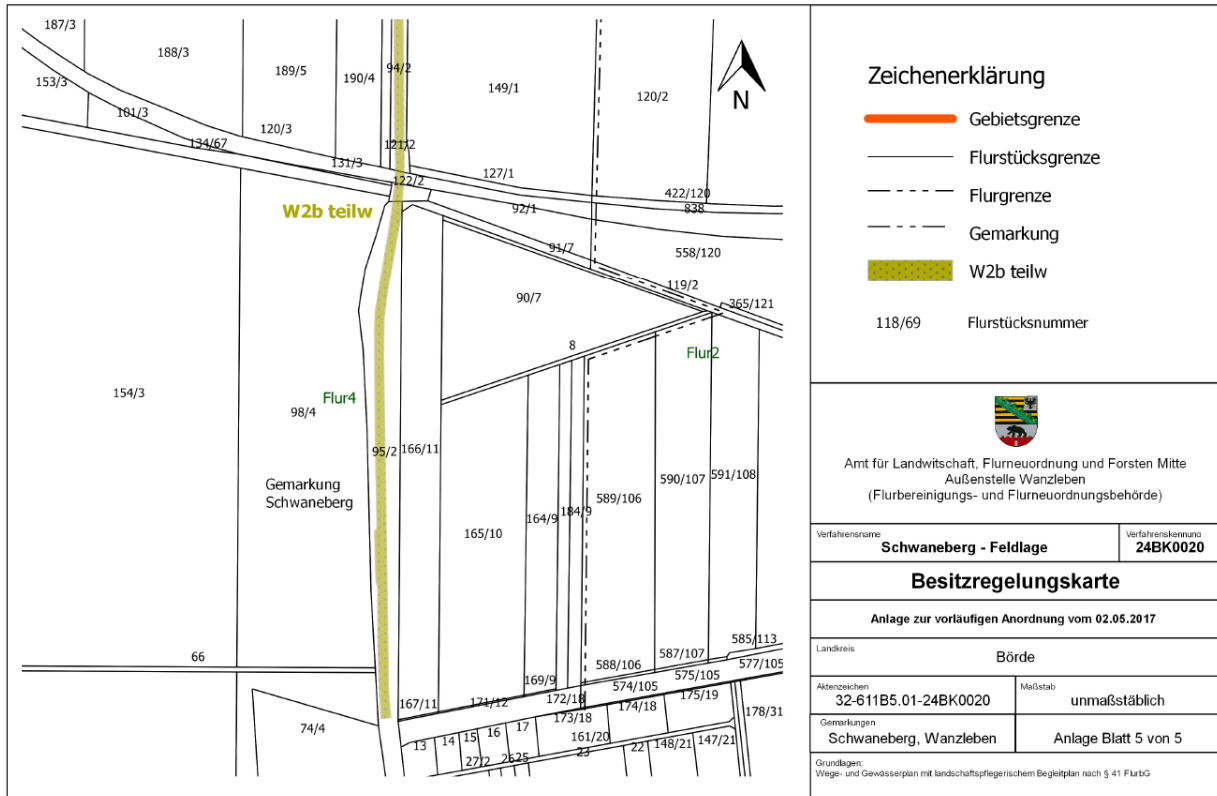 187/3
188/3
189/5
190/4
94/2
149/1
120/2
153/3
101/3
134/67
120/3
131/3
121/2
122/2
127/1
422/120
838
92/1
W2b teilw
91/7
558/120
119/2
365/121
90/7
8
Flur2
154/3
98/4
Flur4
95/2
166/11
Gemarkung
Schwaneberg
165/10
164/9
184/9
589/106
590/107
591/108
66
74/4
167/11
171/12
169/9
172/18
588/106
587/107
585/113
574/105
575/105
577/105
173/18
174/18
175/19
178/31
13
14
15
16
17
161/20
23
22
148/21
147/21
27/2
26
25
N
Zeichenerklärung
Gebietsgrenze
Flurstücksgrenze
Flurgrenze
Gemarkung
W2b teilw
118/69 Flurstücksnummer
Amt für Landwitschaft, Flurneuordnung und Forsten Mitte
Außenstelle Wanzleben
(Flurbereinigungs- und Flurneuordnungsbehörde)
Verfahrensname
Schwaneberg - Feldlage
Verfahrenskennung
24BK0020
Besitzregelungskarte
Anlage zur vorläufigen Anordnung vom 02.05.2017
Landkreis
Börde
Aktenzeichen
32-611B5.01-24BK0020
Maßstab
unmaßstäblich
Gemarkungen
Schwaneberg, Wanzleben
Anlage Blatt 5 von 5
Grundlagen:
Wege- und Gewässerplan mit landschaftspflegerischem Begleitplan nach § 41 FlurbG